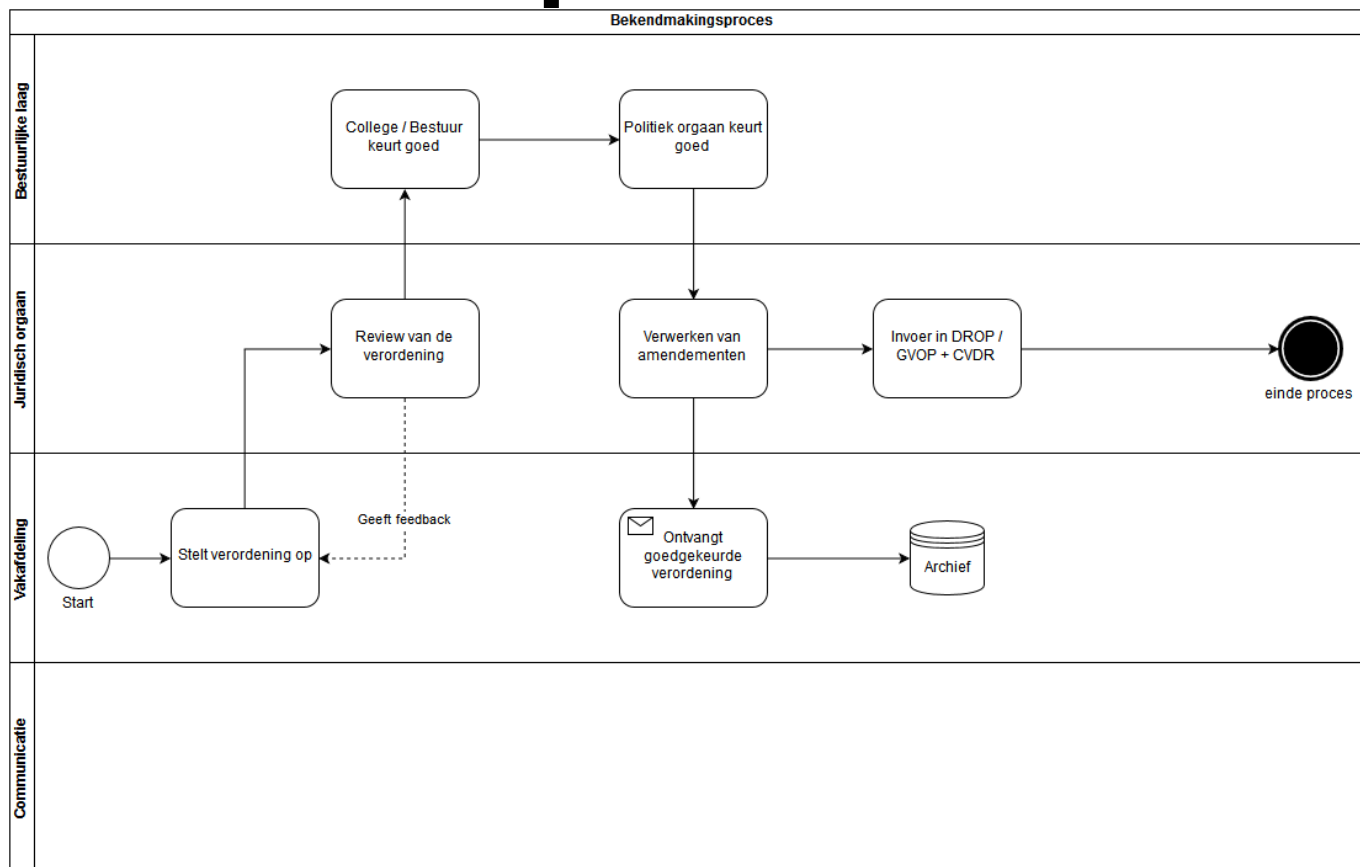 Bekendmakingsproces
Bestuurlijke laag
College / Bestuur
keurt goed
Politiek orgaan keurt
goed
Juridisch orgaan
Review van de
verordening
Verwerken van
amendementen
Invoer in DROP /
GVOP + CVDR
einde proces
Vakafdeling
Start
Stelt verordening op
Geeft feedback
Ontvangt
goedgekeurde
verordening
Archief
Communicatie